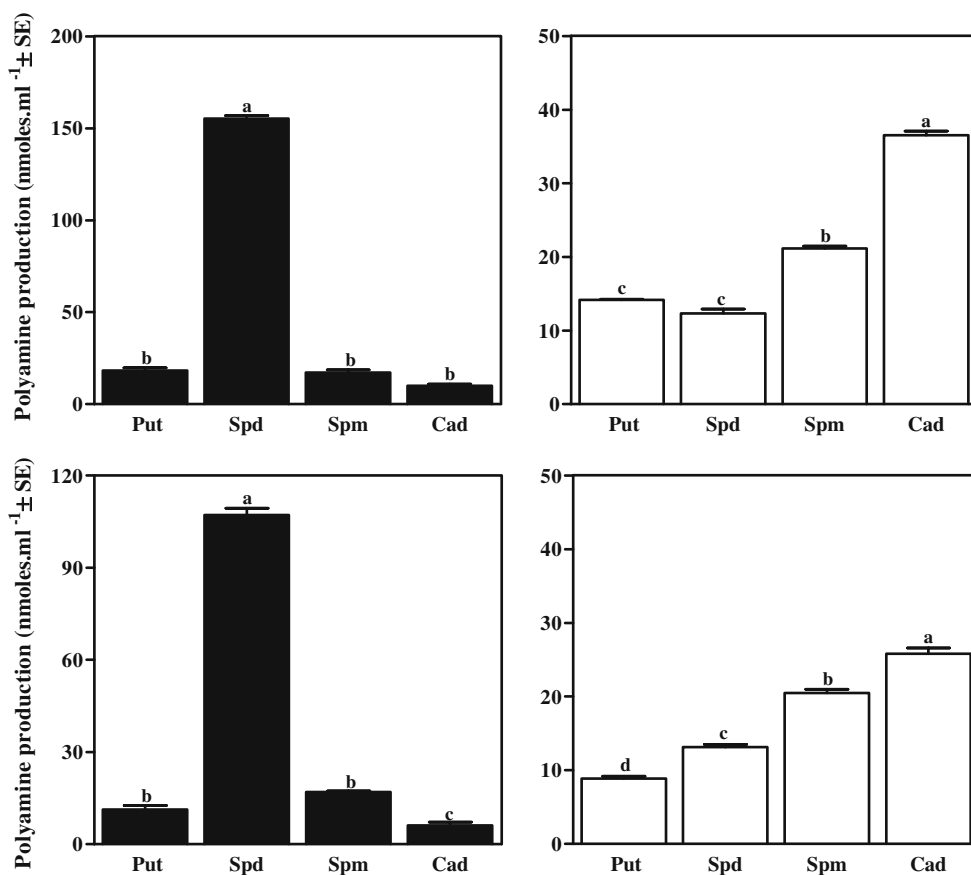 Polyamine production (nmoles.ml ⁻¹± SE)
200
150
100
50
0
a
b
b
b
Put Spd Spm Cad
50
40
30
20
10
0
a
b
c
c
Put Spd Spm Cad
Polyamine production (nmoles.ml ⁻¹± SE)
120
90
60
30
0
a
b
b
c
Put Spd Spm Cad
50
40
30
20
10
0
a
b
c
d
Put Spd Spm Cad